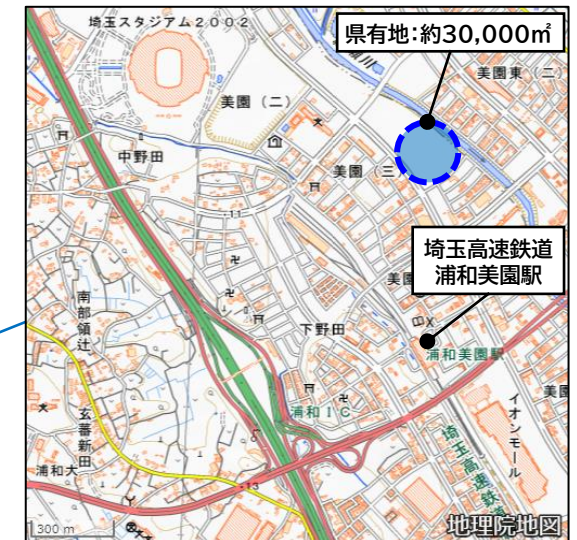 埼玉スタジアム2002
県有地:約30,000㎡
美園東(二
美園(二)
中野田
美園(三
埼玉高速鉄道
浦和美園駅
美園
南部領辻
下野田
浦和美園駅
美園
玄蕃新田
浦和IC
イオンモール
埼玉高速鉄道
浦和大
11
13
300 m
地理院地図